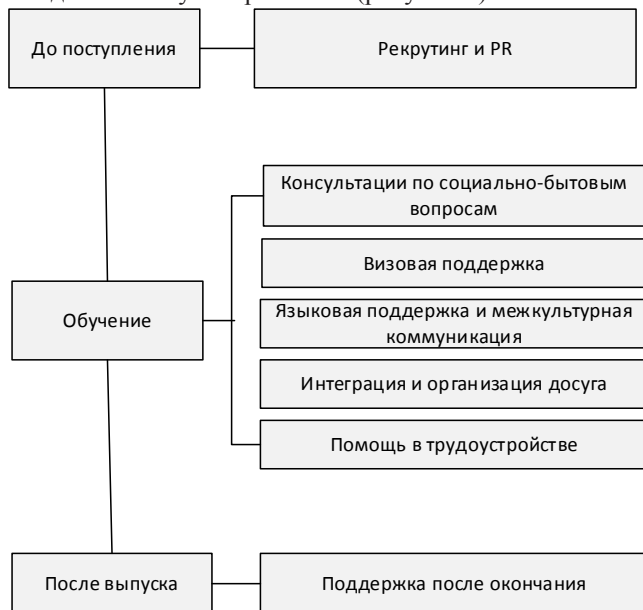 До поступления
Рекрутинг и PR
Консультации по социально-бытовым
вопросам
Визовая поддержка
Обучение
Языковая поддержка и межкультурная
коммуникация
Интеграция и организация досуга
Помощь в трудоустройстве
После выпуска
Поддержка после окончания